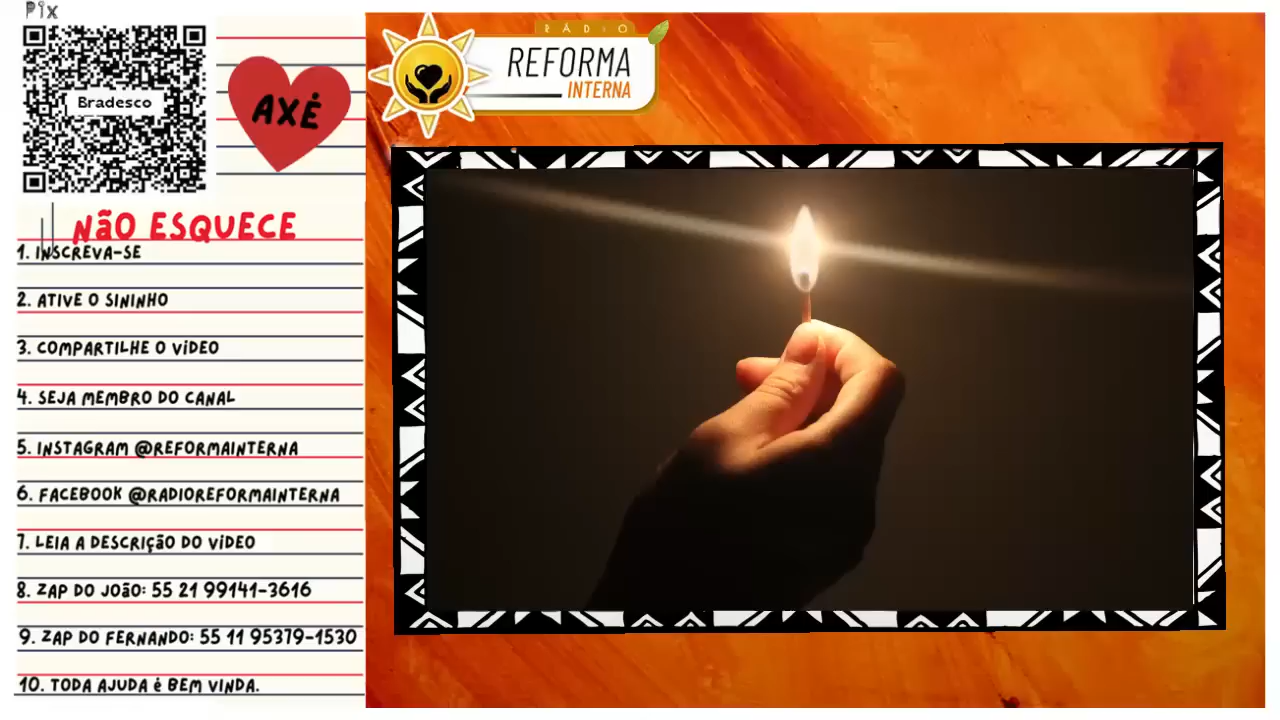 Pix
Bradesco
AXÉ
NÃO ESQUECE
1. INSCREVA-SE
2. ATIVE O SININHO
3. COMPARTILHE O VÍDEO
4. SEJA MEMBRO DO CANAL
5. INSTAGRAM @REFORMAINTERNA
6. FACEBOOK @RADIOREFORMAINTERNA
7. LEIA A DESCRIÇÃO DO VÍDEO
8. ZAP DO JOÃO: 55 21 99141-3616
9. ZAP DO FERNANDO: 55 11 95379-1530
10. TODA AJUDA é BEM VINDA.
RÁDIO
REFORMA
INTERNA